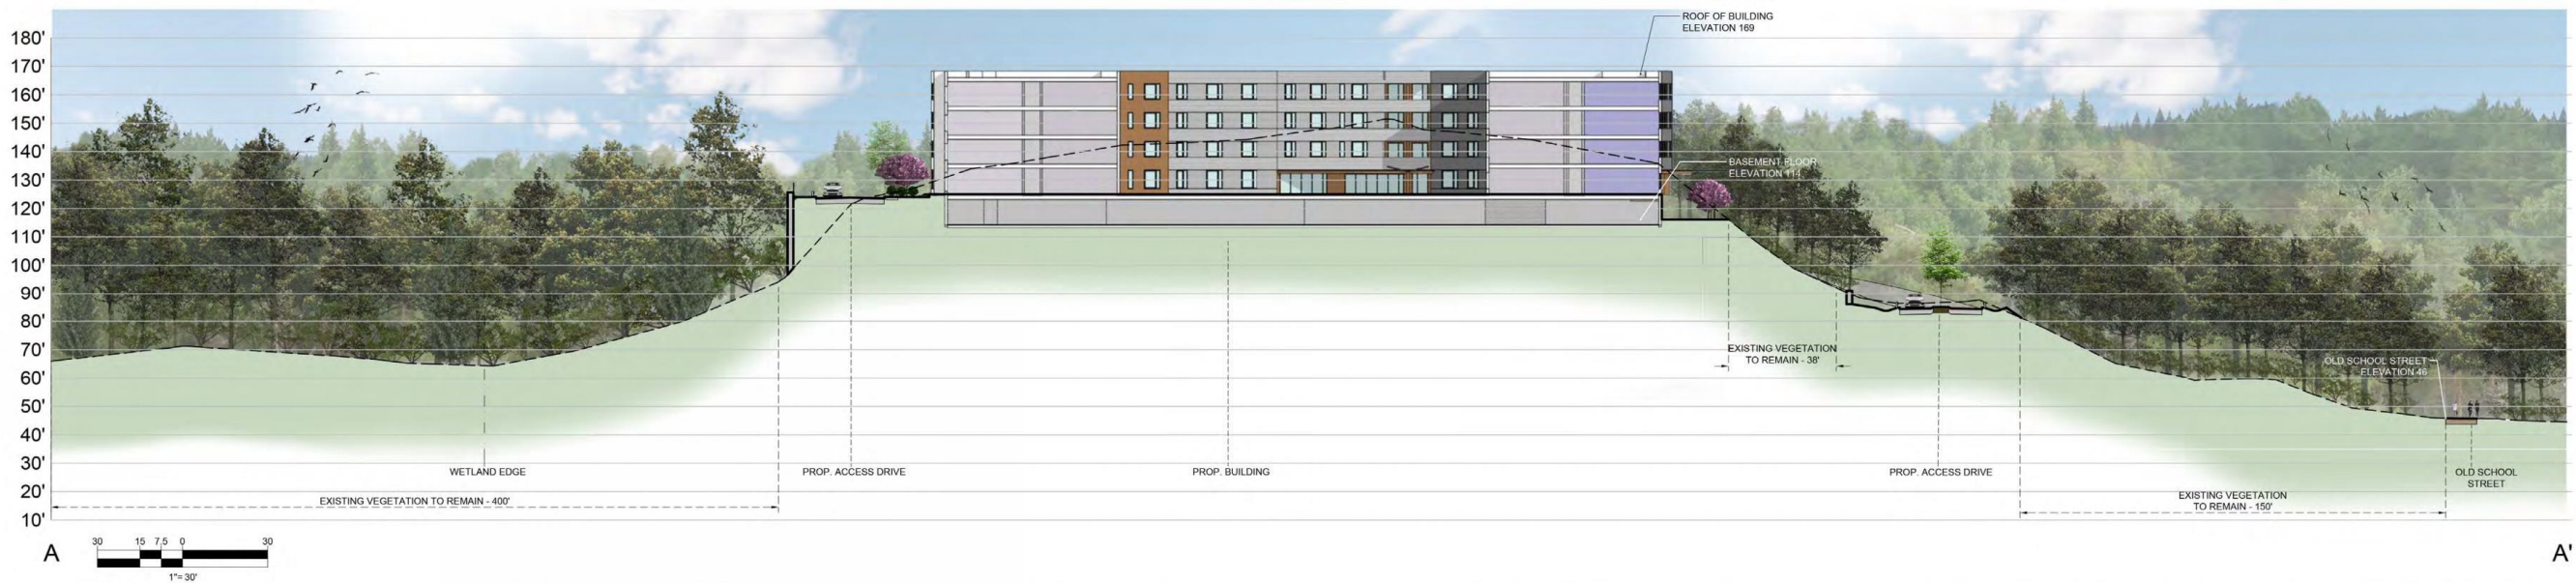 ROOF OF BUILDING
ELEVATION 169
180'
170'
160'
150'
140'
130'
120'
110'
100'
90'
80'
70'
60'
50'
40'
30'
20'
10'
BASEMENT FLOOR
ELEVATION 114
EXISTING VEGETATION
TO REMAIN - 38'
OLD SCHOOL STREET
ELEVATION 46
WETLAND EDGE
PROP. ACCESS DRIVE
PROP. BUILDING
PROP. ACCESS DRIVE
OLD SCHOOL
STREET
EXISTING VEGETATION TO REMAIN - 400'
EXISTING VEGETATION
TO REMAIN - 150'
A
30 15 7.5 0 30
1"= 30'
A'